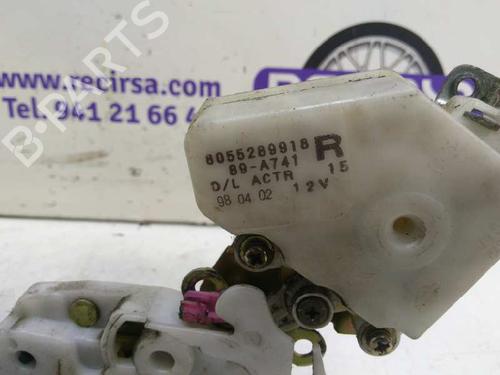 www.recirsa.com
Tel. 941 21 66 4
B-PARTS
8055289918 R
89-A741
D/L ACTR 15
98 04 02 12V